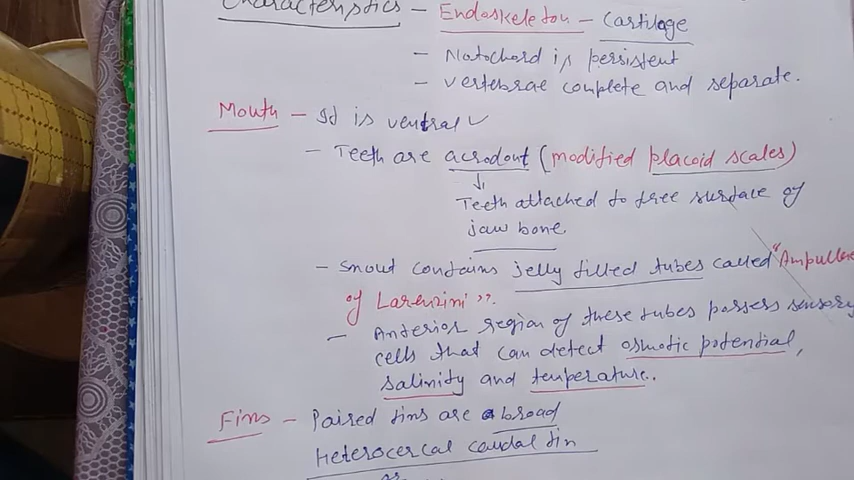 Characteristics - Endoskeleton - Cartilage
- Notochord is persistent
- vertebrae complete and separate.
Mouth - It is ventral ✓
- Teeth are acrodont (modified placoid scales)
↓
Teeth attached to free surface of
jaw bone.
- Snout contains jelly filled tubes called "Ampullae
of Lorenzini".
- Anterior region of these tubes possess sensory
cells that can detect osmotic potential,
salinity and temperature.
Fins - Paired fins are broad
Heterocercal caudal fin
or